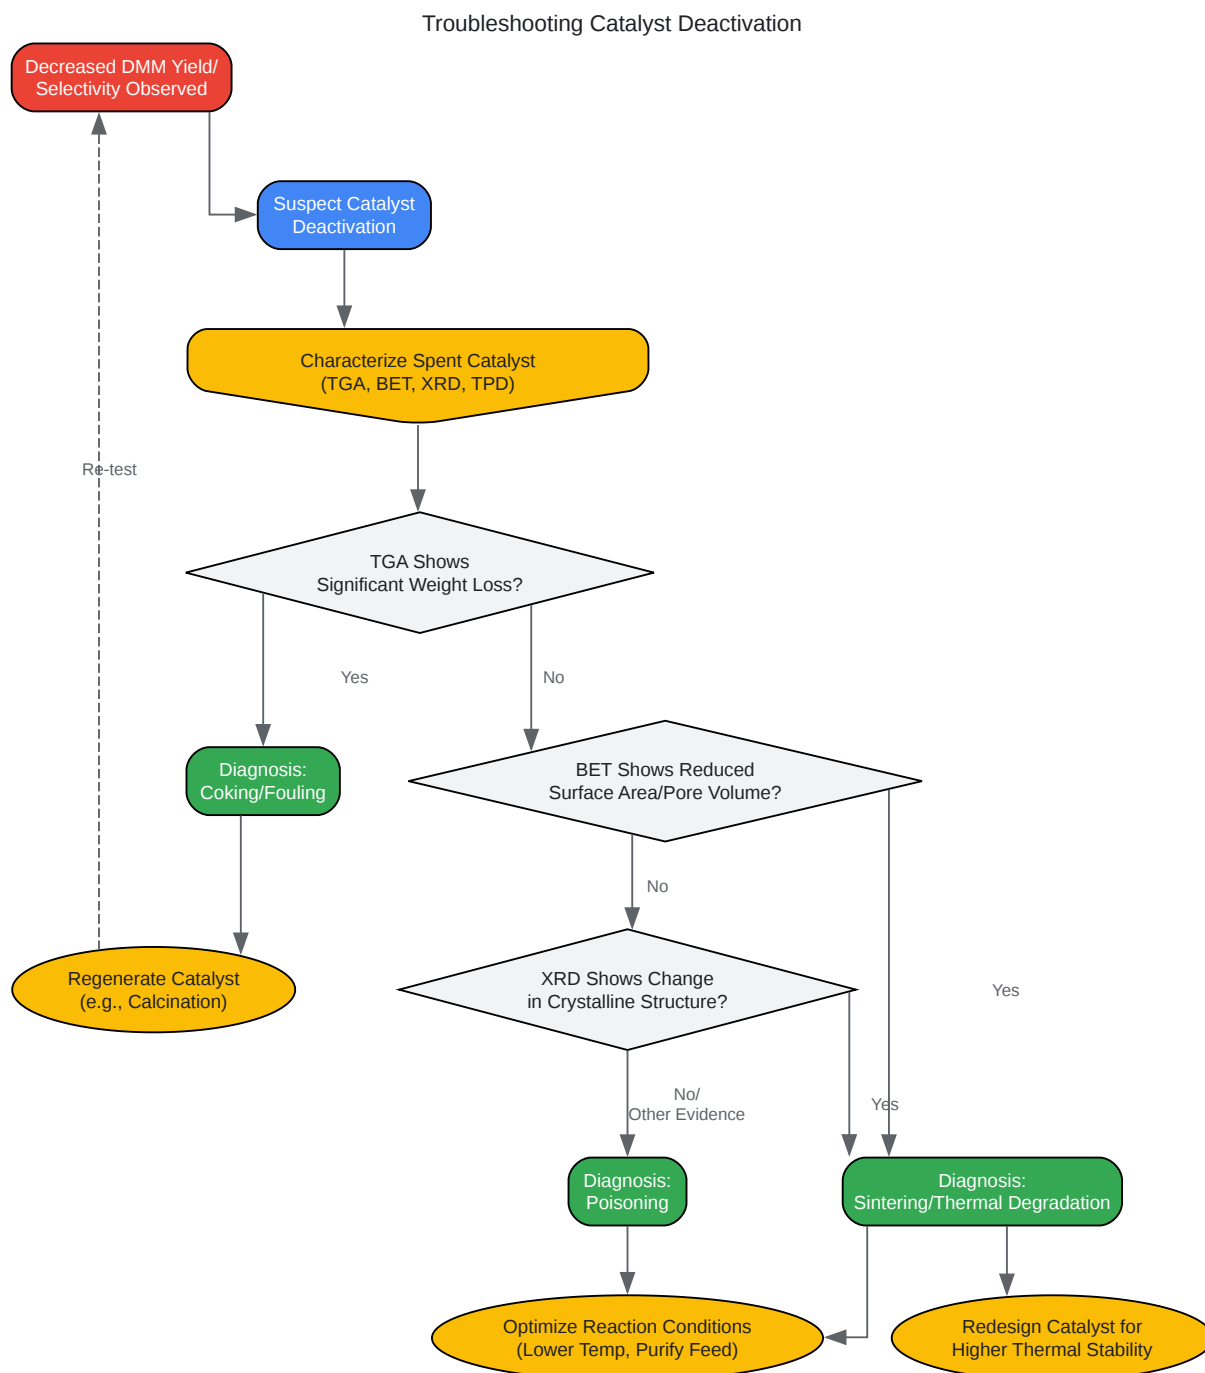 Troubleshooting Catalyst Deactivation
Decreased DMM Yield/
Selectivity Observed
Suspect Catalyst
Deactivation
Characterize Spent Catalyst
(TGA, BET, XRD, TPD)
Re-test
TGA Shows
Significant Weight Loss?
Yes
No
Diagnosis:
Coking/Fouling
BET Shows Reduced
Surface Area/Pore Volume?
No
Yes
Regenerate Catalyst
(e.g., Calcination)
XRD Shows Change
in Crystalline Structure?
No/
Other Evidence
Yes
Diagnosis:
Poisoning
Diagnosis:
Sintering/Thermal Degradation
Optimize Reaction Conditions
(Lower Temp, Purify Feed)
Redesign Catalyst for
Higher Thermal Stability